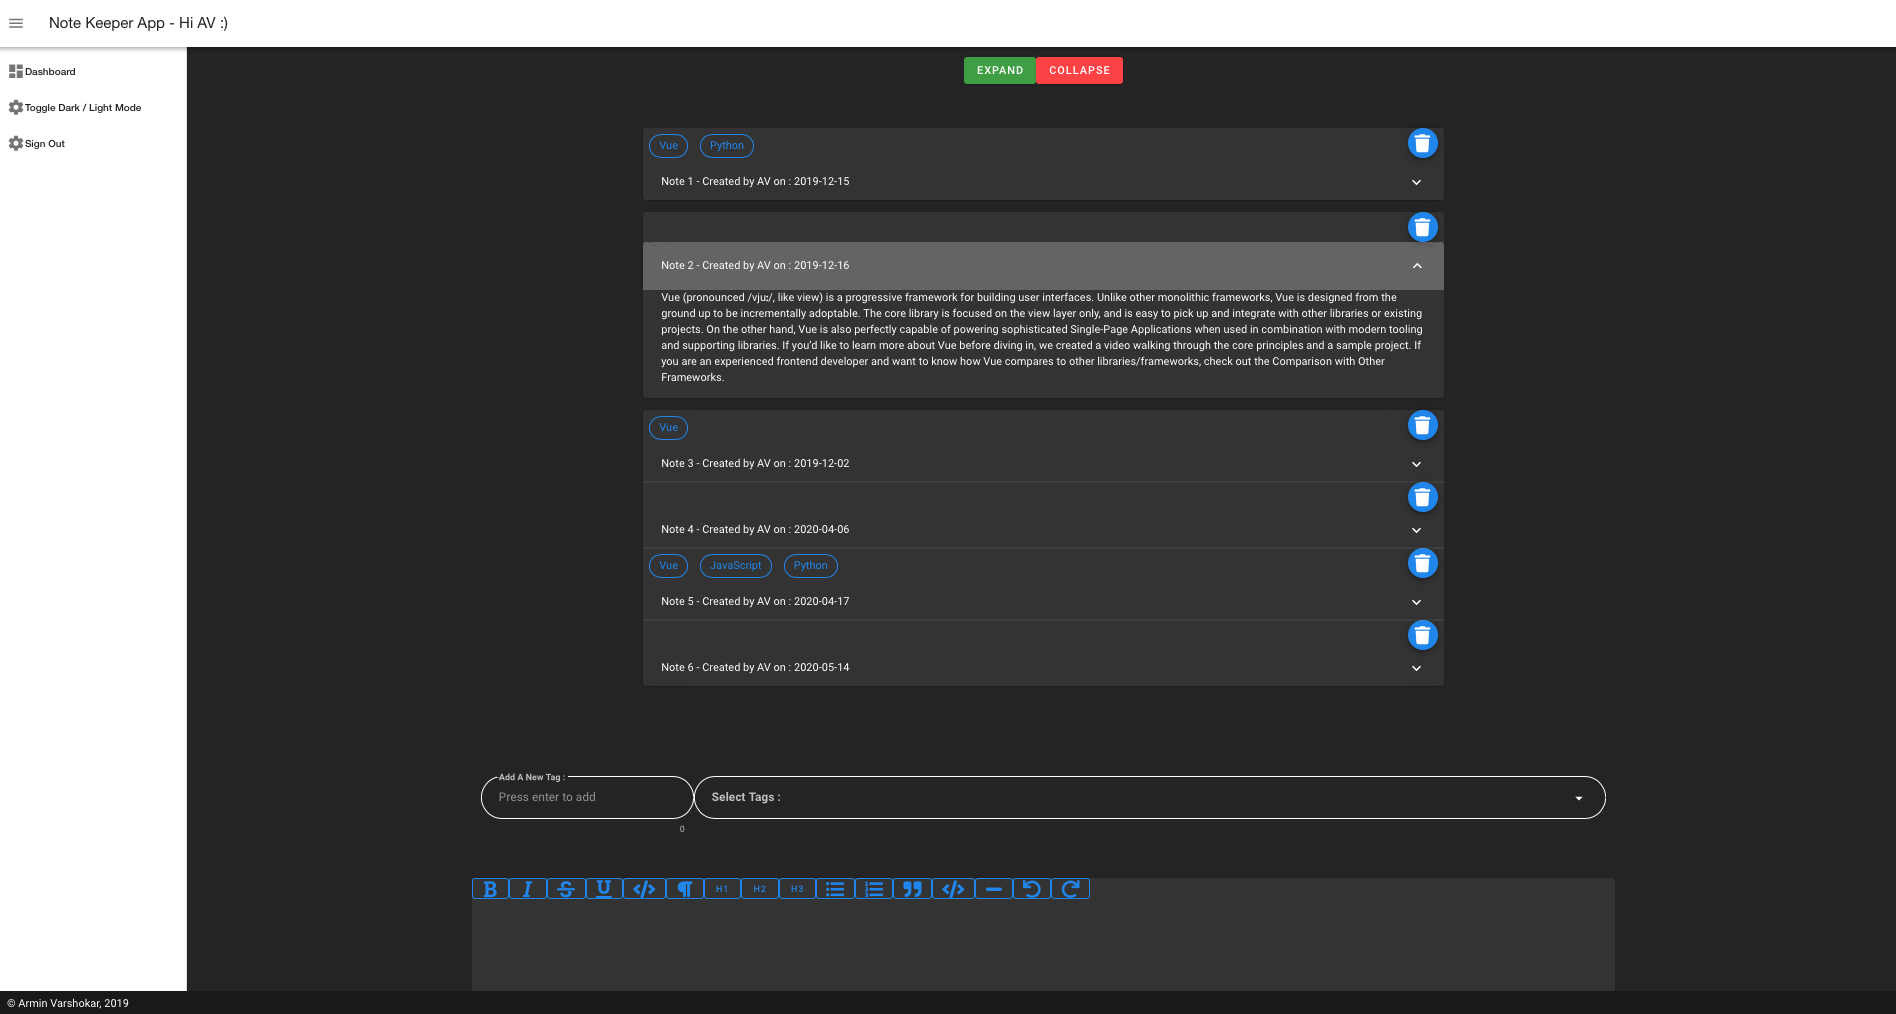 Note Keeper App - Hi AV :)
Dashboard
Toggle Dark / Light Mode
Sign Out
EXPAND COLLAPSE
Vue Python
Note 1 - Created by AV on : 2019-12-15
Note 2 - Created by AV on : 2019-12-16
Vue (pronounced /vjuː/, like view) is a progressive framework for building user interfaces. Unlike other monolithic frameworks, Vue is designed from the
ground up to be incrementally adoptable. The core library is focused on the view layer only, and is easy to pick up and integrate with other libraries or existing
projects. On the other hand, Vue is also perfectly capable of powering sophisticated Single-Page Applications when used in combination with modern tooling
and supporting libraries. If you’d like to learn more about Vue before diving in, we created a video walking through the core principles and a sample project. If
you are an experienced frontend developer and want to know how Vue compares to other libraries/frameworks, check out the Comparison with Other
Frameworks.
Vue
Note 3 - Created by AV on : 2019-12-02
Note 4 - Created by AV on : 2020-04-06
Vue JavaScript Python
Note 5 - Created by AV on : 2020-04-17
Note 6 - Created by AV on : 2020-05-14
Add A New Tag :
Press enter to add
Select Tags :
0
B I S U </> ¶ H1 H2 H3 </>
© Armin Varshokar, 2019